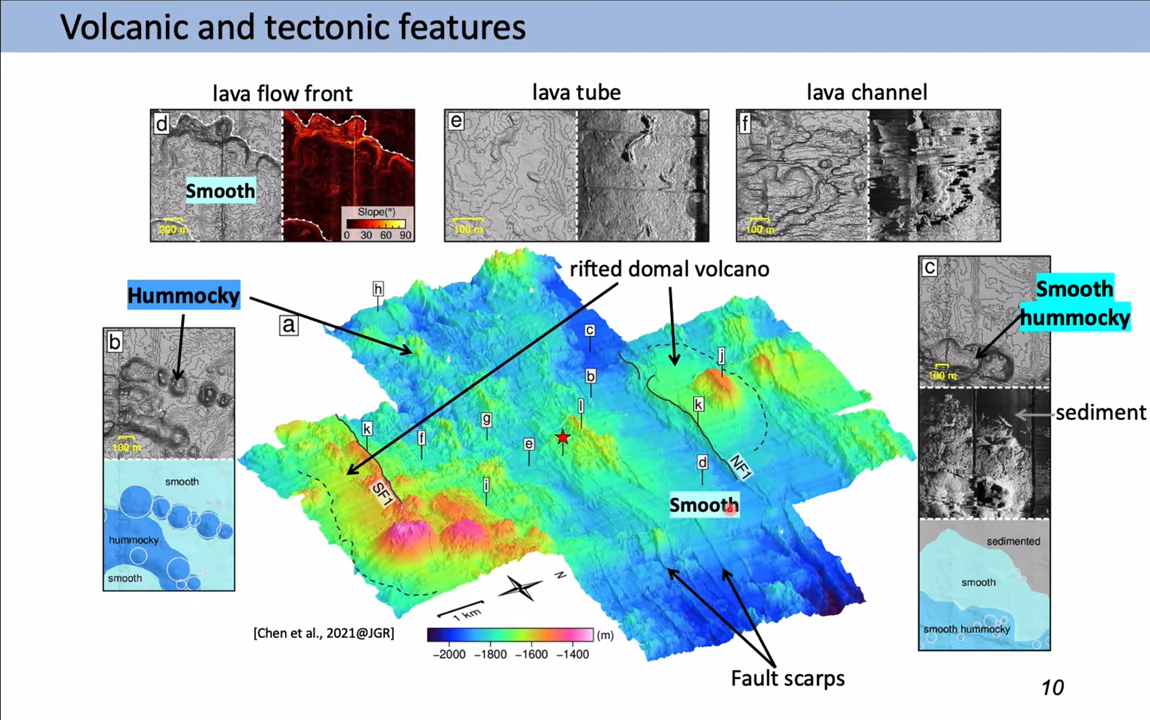 Volcanic and tectonic features
lava flow front
lava tube
lava channel
d
Smooth
200 m
Slope(°)
0 30 60 90
e
100 m
f
100 m
rifted domal volcano
Hummocky
a
h
c
b
j
k
l
k
f
g
e
d
i
SF1
NF1
Smooth
b
100 m
smooth
hummocky
smooth
c
Smooth
hummocky
100 m
sediment
sedimented
smooth
smooth hummocky
N
1 km
[Chen et al., 2021@JGR]
(m)
−2000 −1800 −1600 −1400
Fault scarps
10